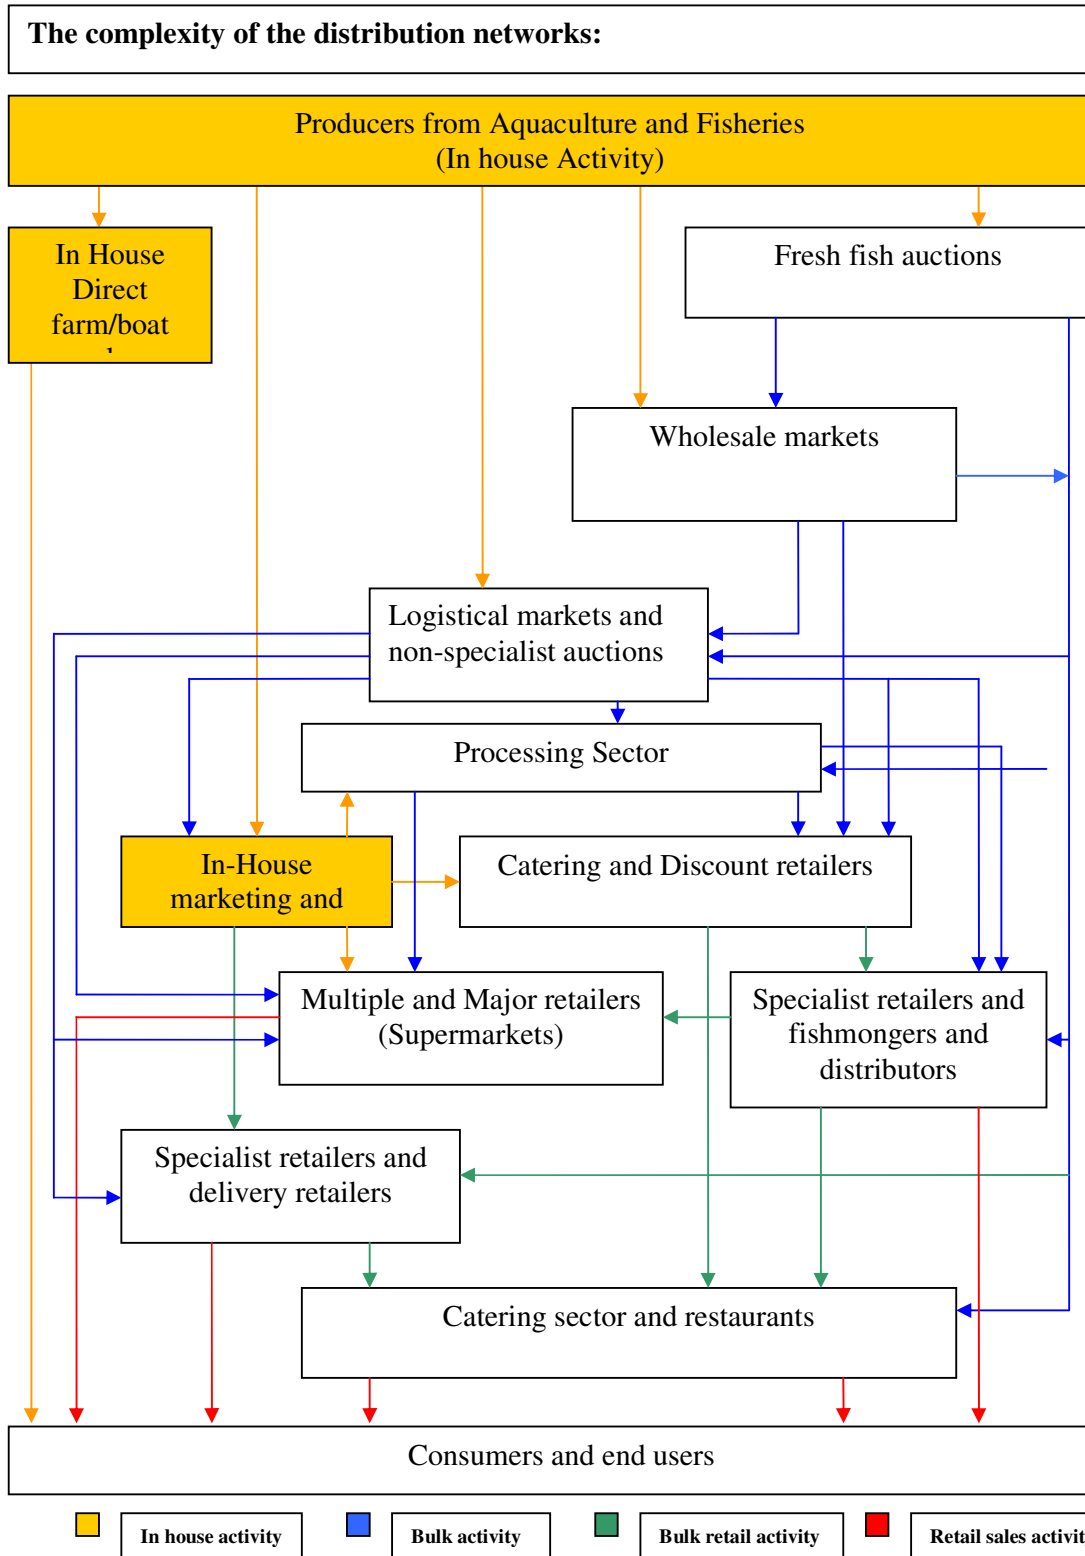 The complexity of the distribution networks:
Producers from Aquaculture and Fisheries
(In house Activity)
In House
Direct
farm/boat
Fresh fish auctions
Wholesale markets
Logistical markets and
non-specialist auctions
Processing Sector
In-House
marketing and
Catering and Discount retailers
Multiple and Major retailers
(Supermarkets)
Specialist retailers and
fishmongers and
distributors
Specialist retailers and
delivery retailers
Catering sector and restaurants
Consumers and end users
In house activity
Bulk activity
Bulk retail activity
Retail sales activit